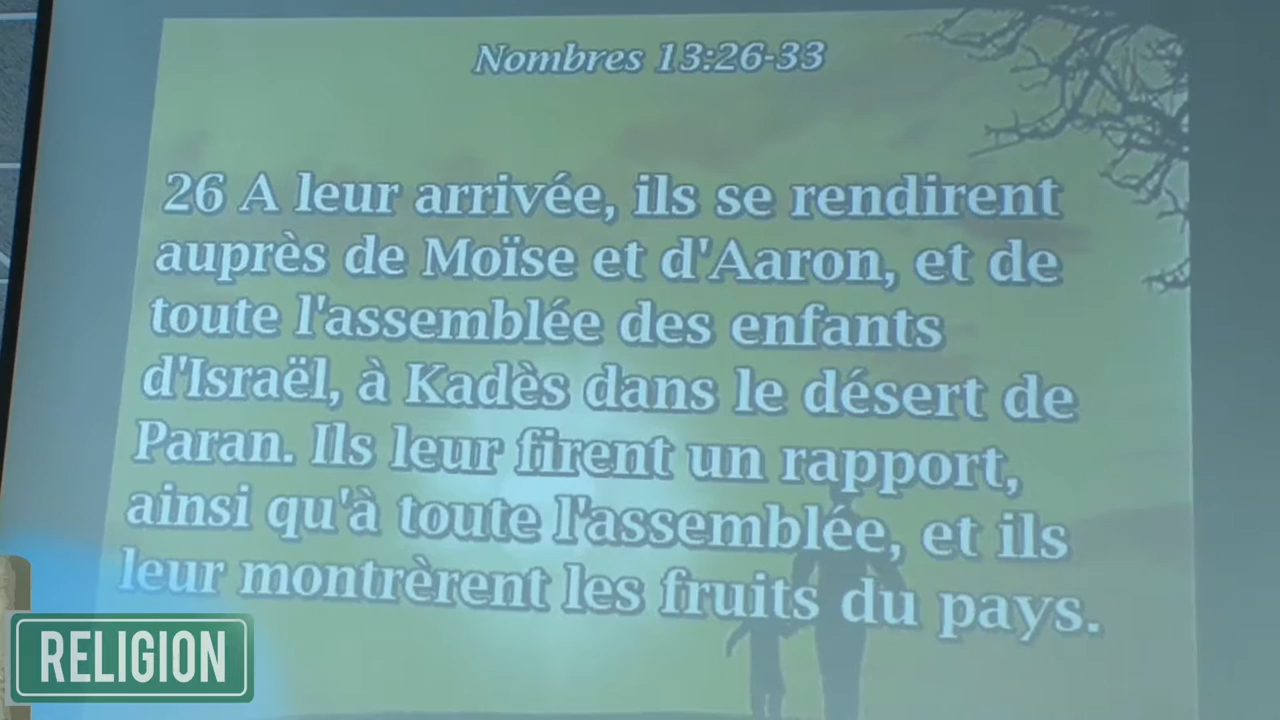 Nombres 13:26-33
26 A leur arrivée, ils se rendirent
auprès de Moïse et d'Aaron, et de
toute l'assemblée des enfants
d'Israël, à Kadès dans le désert de
Paran. Ils leur firent un rapport,
ainsi qu'à toute l'assemblée, et ils
leur montrèrent les fruits du pays.
RELIGION